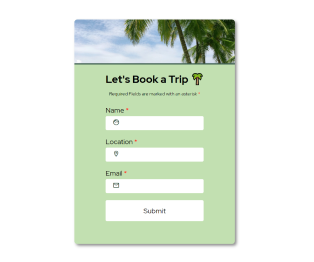 Let's Book a Trip
Required Fields are marked with an asterisk *
Name *
Location *
Email *
Submit